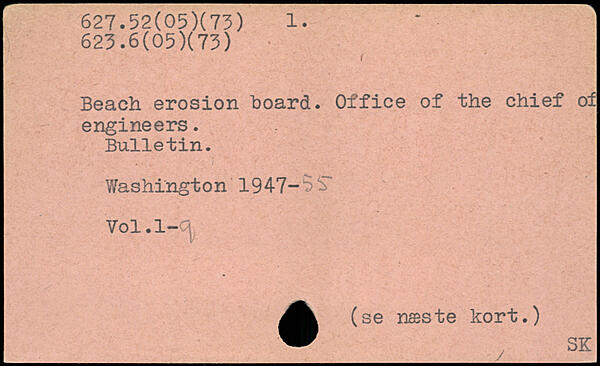 627.52(05)(73) 1.
623.6(05)(73)
Beach erosion board. Office of the chief of
engineers.
Bulletin.
Washington 1947-55
Vol.1-9
(se næste kort.)
SK